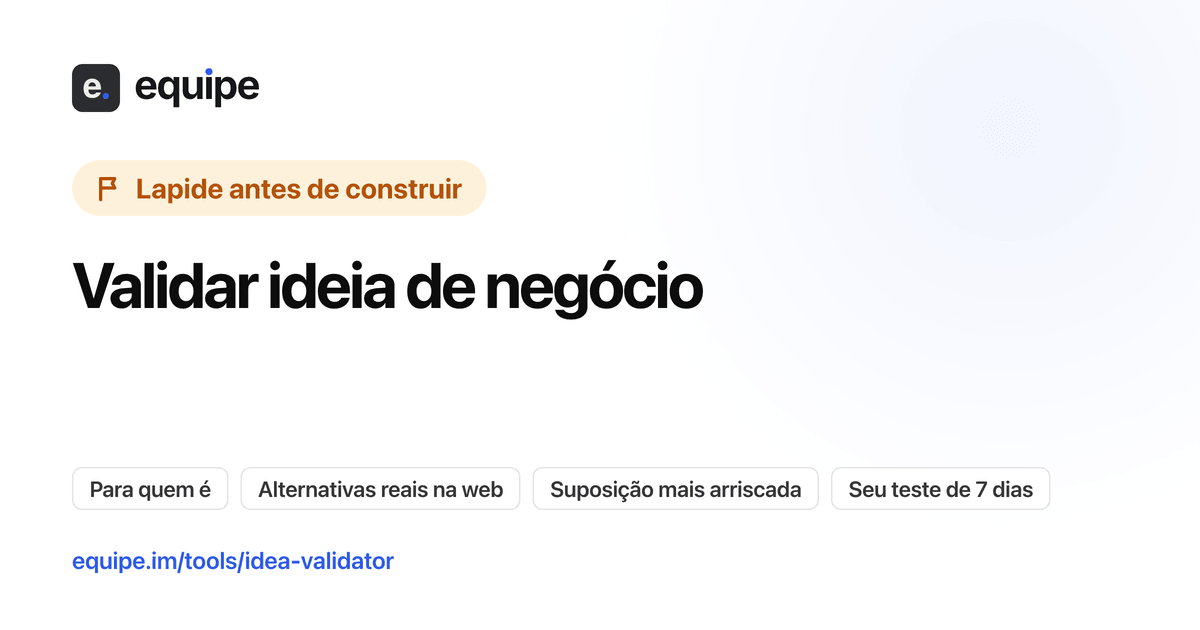 e.
equipe
Lapide antes de construir
Validar ideia de negócio
Para quem é
Alternativas reais na web
Suposição mais arriscada
Seu teste de 7 dias
equipe.im/tools/idea-validator